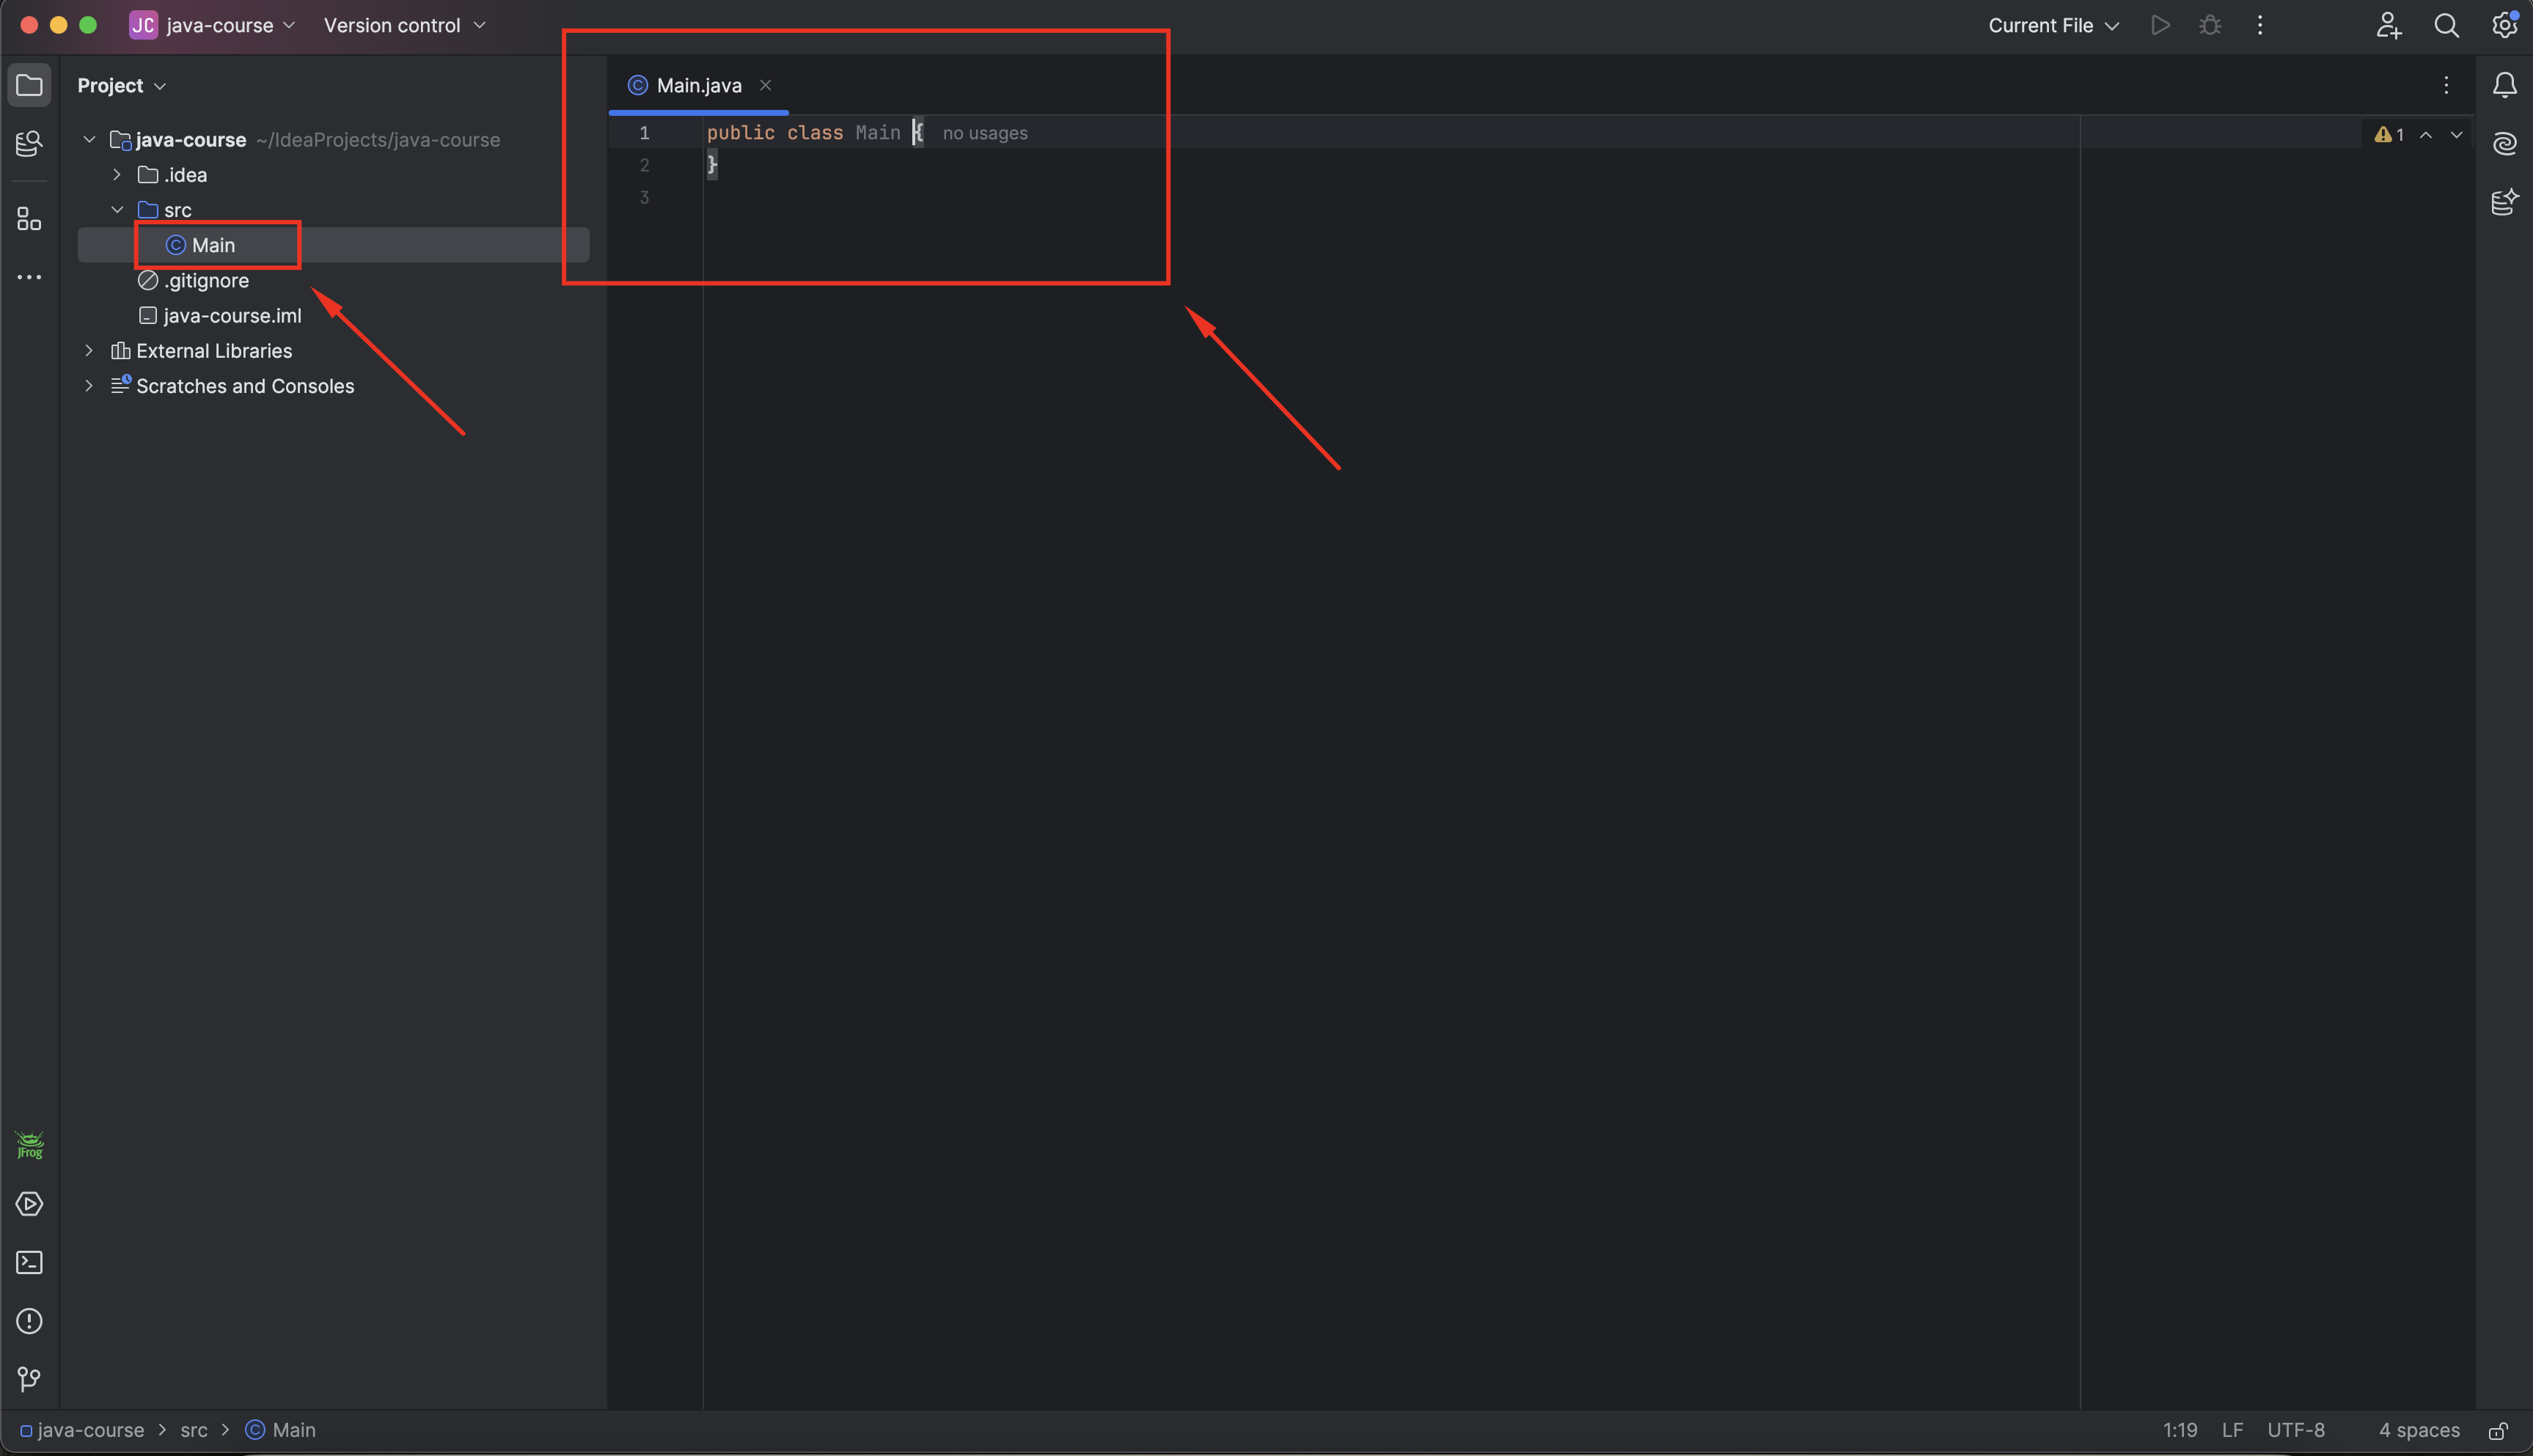 JC java-course Version control Current File
Project
Main.java
java-course ~/IdeaProjects/java-course
.idea
src
Main
.gitignore
java-course.iml
External Libraries
Scratches and Consoles
1 public class Main { no usages
2 }
3
1
JFrog
java-course > src > Main
1:19 LF UTF-8 4 spaces